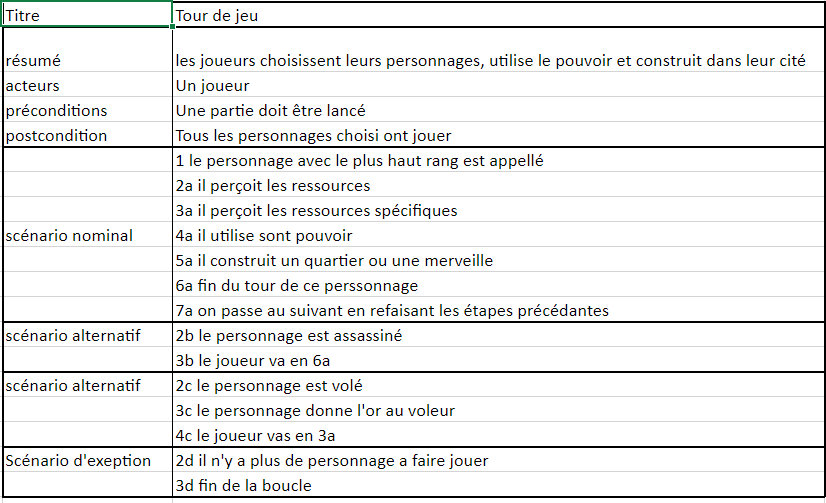 Titre Tour de jeu
résumé les joueurs choisissent leurs personnages, utilise le pouvoir et construit dans leur cité
acteurs Un joueur
préconditions Une partie doit être lancé
postcondition Tous les personnages choisi ont jouer
1 le personnage avec le plus haut rang est appellé
2a il perçoit les ressources
3a il perçoit les ressources spécifiques
scénario nominal 4a il utilise sont pouvoir
5a il construit un quartier ou une merveille
6a fin du tour de ce perssonnage
7a on passe au suivant en refaisant les étapes précédantes
scénario alternatif 2b le personnage est assassiné
3b le joueur va en 6a
scénario alternatif 2c le personnage est volé
3c le personnage donne l'or au voleur
4c le joueur vas en 3a
Scénario d'exeption 2d il n'y a plus de personnage a faire jouer
3d fin de la boucle